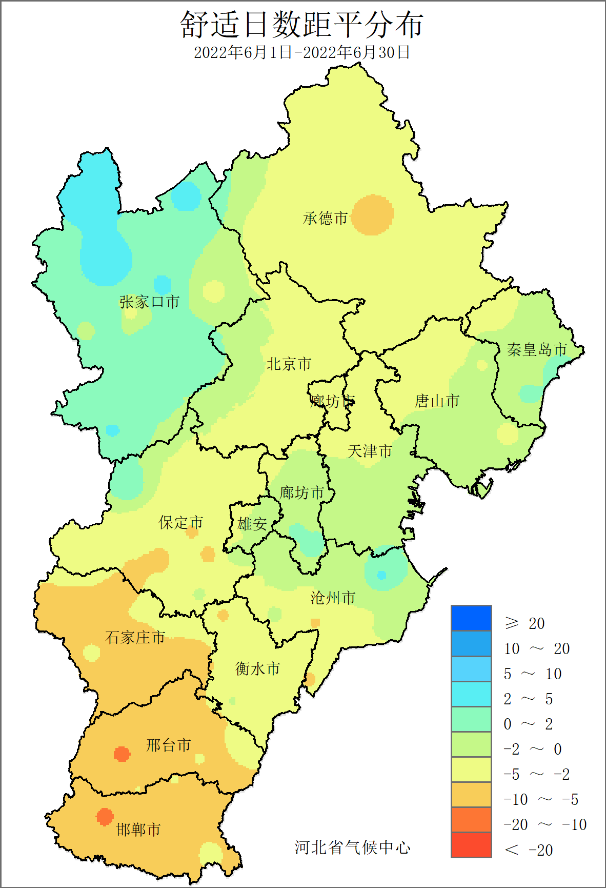 舒适日数距平分布
2022年6月1日-2022年6月30日
承德市
张家口市
秦皇岛市
北京市
廊坊市
唐山市
天津市
廊坊市
保定市
雄安
沧州市
石家庄市
衡水市
邢台市
邯郸市
≥ 20
10 ～ 20
5 ～ 10
2 ～ 5
0 ～ 2
-2 ～ 0
-5 ～ -2
-10 ～ -5
-20 ～ -10
< -20
河北省气候中心